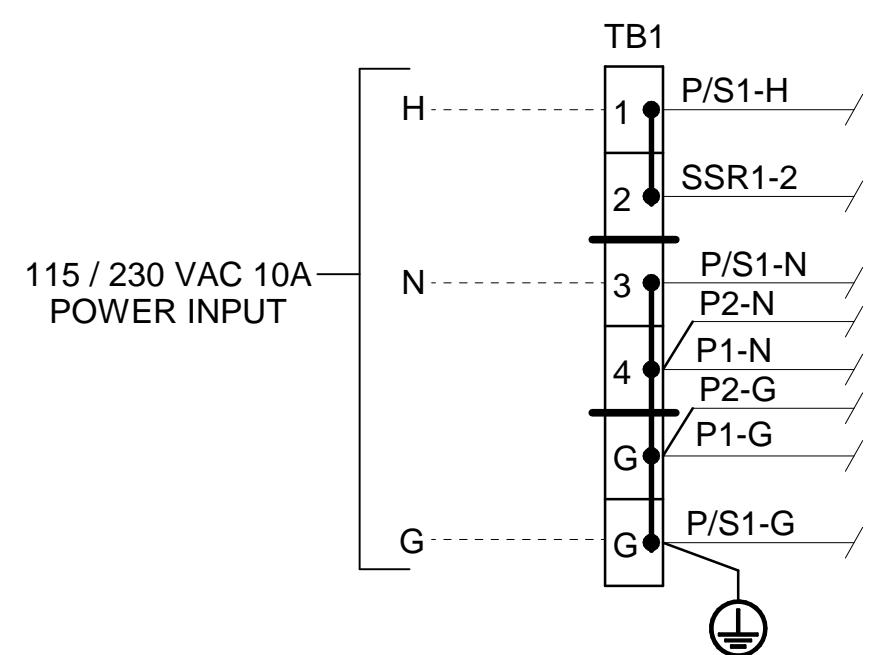 TB1
H
1
P/S1-H
2
SSR1-2
115 / 230 VAC 10A
POWER INPUT
N
3
P/S1-N
P2-N
4
P1-N
P2-G
G
P1-G
G
G
P/S1-G